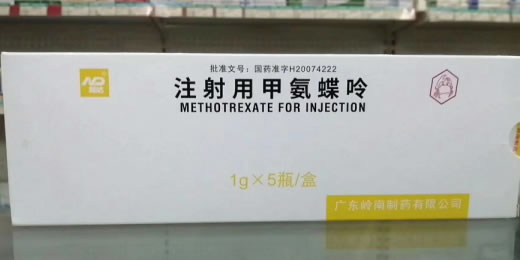 批准文号：国药准字H20074222
注射用甲氨蝶呤
METHOTREXATE FOR INJECTION
1g×5瓶/盒
广东岭南制药有限公司